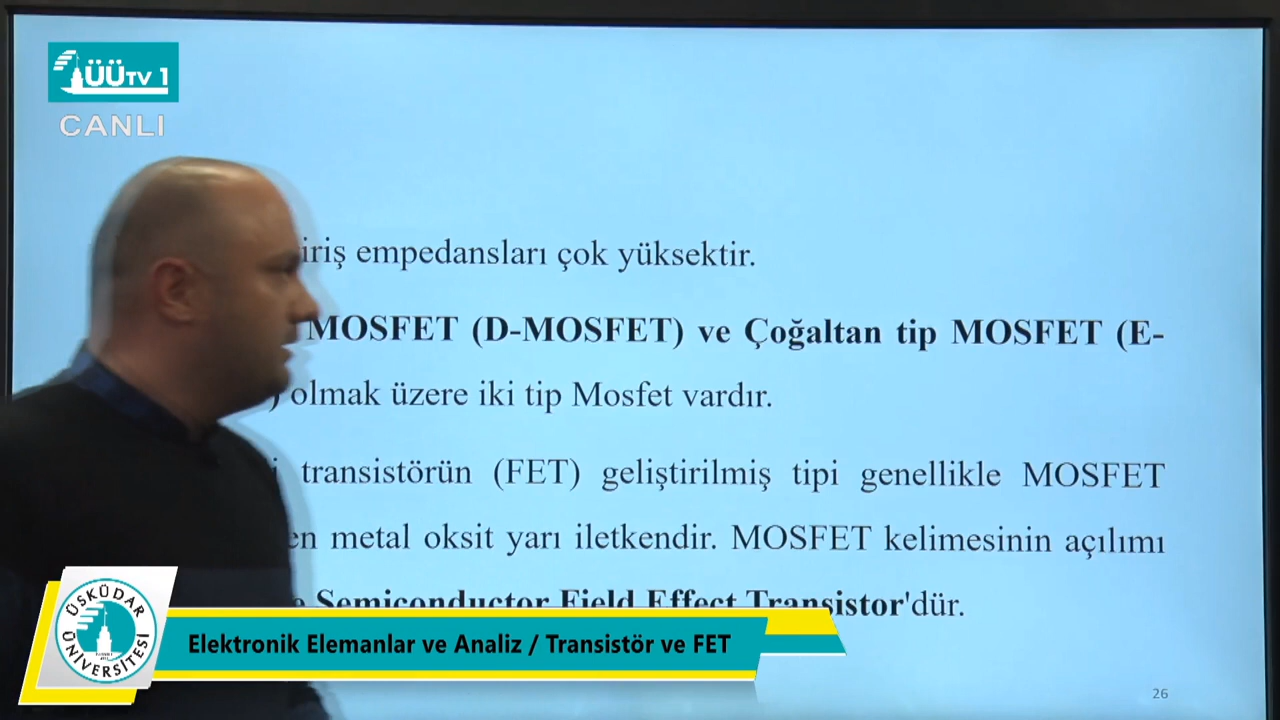 ÜÜTV 1
CANLI
iriş empedansları çok yüksektir.
MOSFET (D-MOSFET) ve Çoğaltan tip MOSFET (E-
) olmak üzere iki tip Mosfet vardır.
transistörün (FET) geliştirilmiş tipi genellikle MOSFET
en metal oksit yarı iletkendir. MOSFET kelimesinin açılımı
Semiconductor Field Effect Transistor'dür.
ÜSKÜDAR
ÜNİVERSİTESİ
Elektronik Elemanlar ve Analiz / Transistör ve FET
26